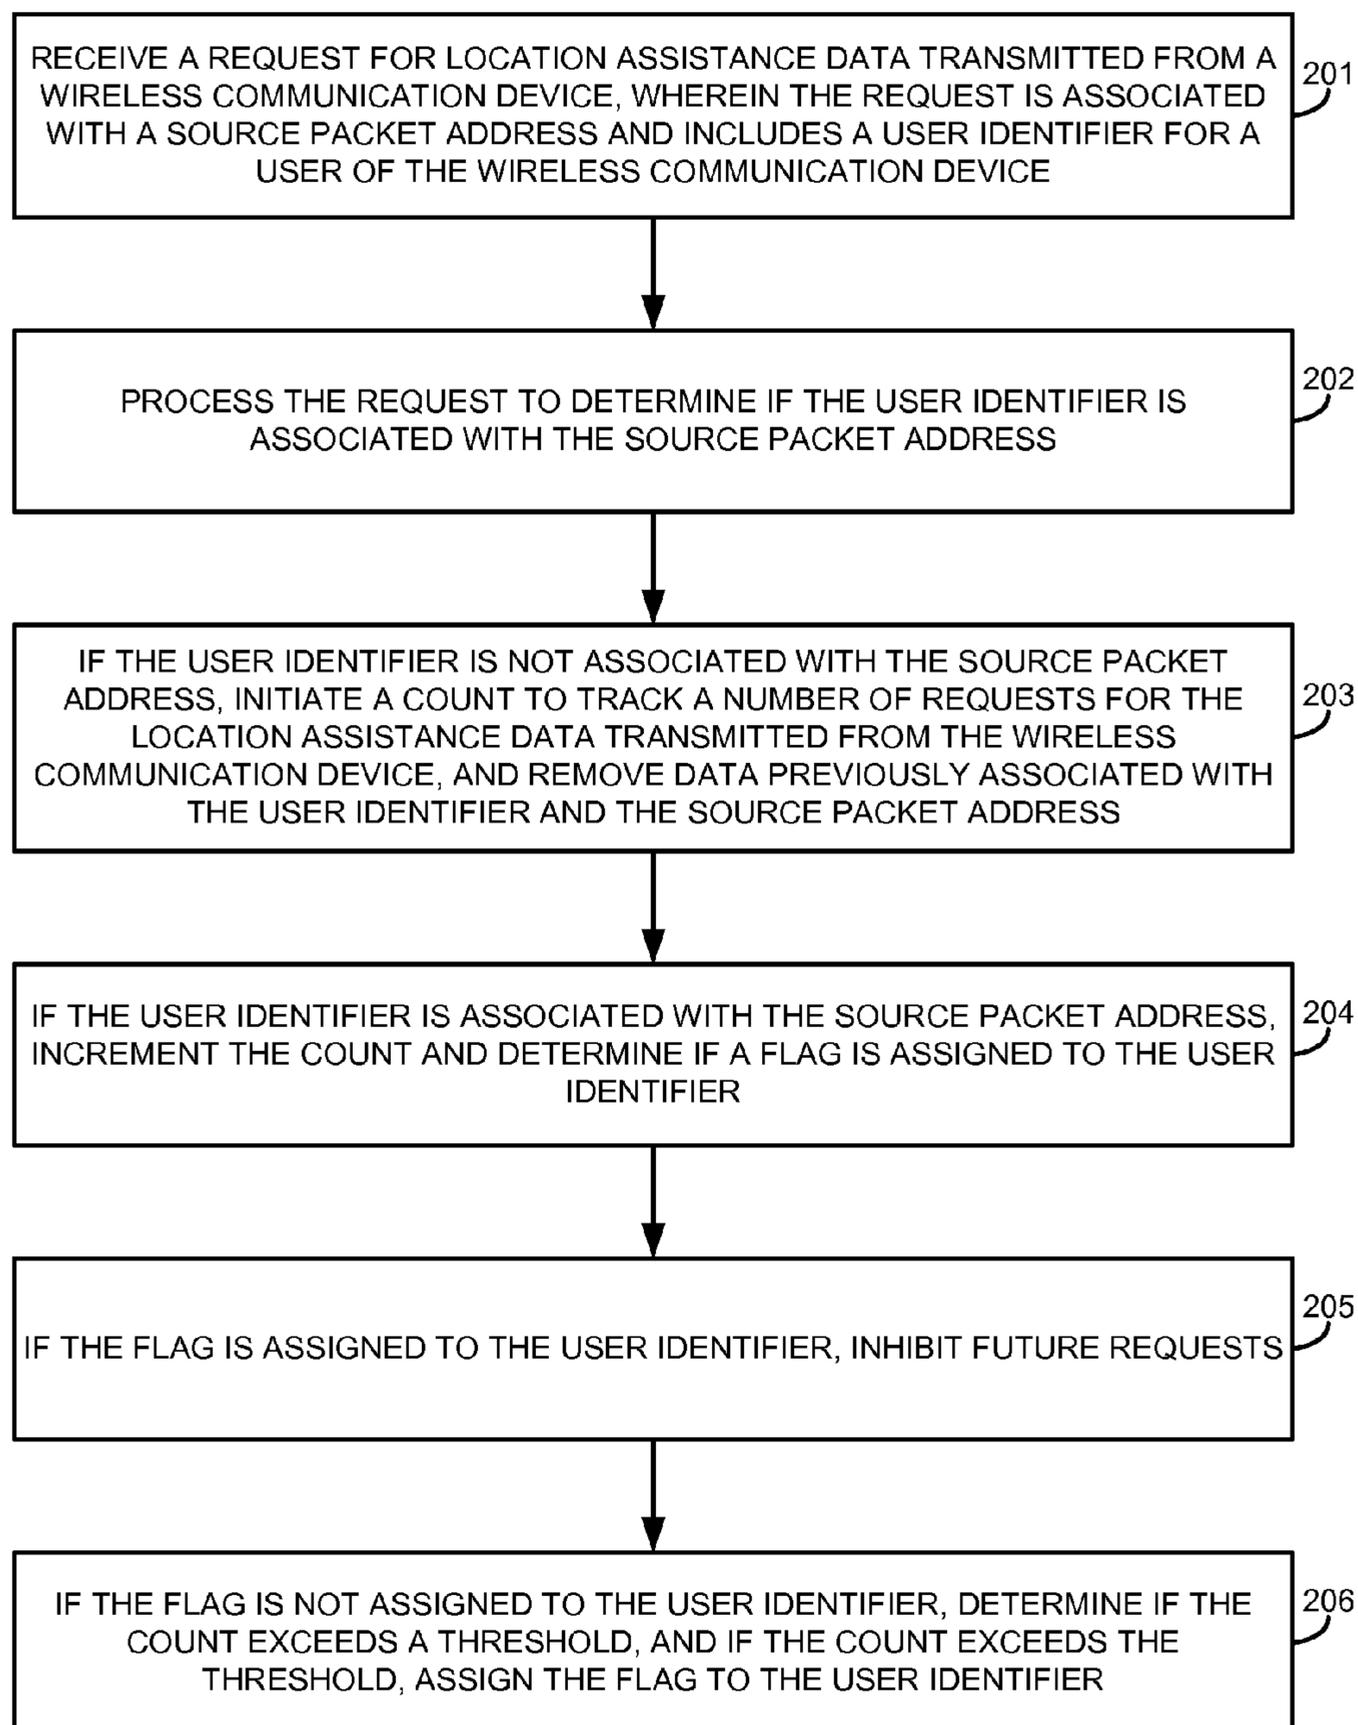 RECEIVE A REQUEST FOR LOCATION ASSISTANCE DATA TRANSMITTED FROM A
WIRELESS COMMUNICATION DEVICE, WHEREIN THE REQUEST IS ASSOCIATED
WITH A SOURCE PACKET ADDRESS AND INCLUDES A USER IDENTIFIER FOR A
USER OF THE WIRELESS COMMUNICATION DEVICE
201
PROCESS THE REQUEST TO DETERMINE IF THE USER IDENTIFIER IS
ASSOCIATED WITH THE SOURCE PACKET ADDRESS
202
IF THE USER IDENTIFIER IS NOT ASSOCIATED WITH THE SOURCE PACKET
ADDRESS, INITIATE A COUNT TO TRACK A NUMBER OF REQUESTS FOR THE
LOCATION ASSISTANCE DATA TRANSMITTED FROM THE WIRELESS
COMMUNICATION DEVICE, AND REMOVE DATA PREVIOUSLY ASSOCIATED WITH
THE USER IDENTIFIER AND THE SOURCE PACKET ADDRESS
203
IF THE USER IDENTIFIER IS ASSOCIATED WITH THE SOURCE PACKET ADDRESS,
INCREMENT THE COUNT AND DETERMINE IF A FLAG IS ASSIGNED TO THE USER
IDENTIFIER
204
IF THE FLAG IS ASSIGNED TO THE USER IDENTIFIER, INHIBIT FUTURE REQUESTS
205
IF THE FLAG IS NOT ASSIGNED TO THE USER IDENTIFIER, DETERMINE IF THE
COUNT EXCEEDS A THRESHOLD, AND IF THE COUNT EXCEEDS THE
THRESHOLD, ASSIGN THE FLAG TO THE USER IDENTIFIER
206